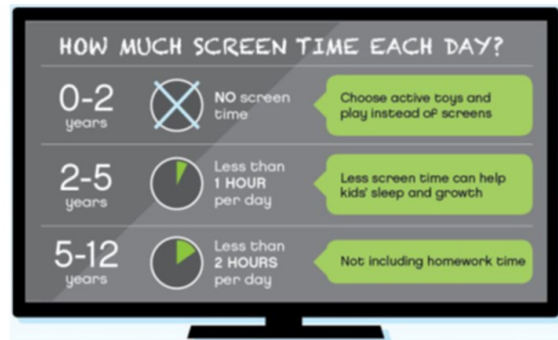 HOW MUCH SCREEN TIME EACH DAY?
0-2
years
NO screen
time
Choose active toys and
play instead of screens
2-5
years
Less than
1 HOUR
per day
Less screen time can help
kids' sleep and growth
5-12
years
Less than
2 HOURS
per day
Not including homework time